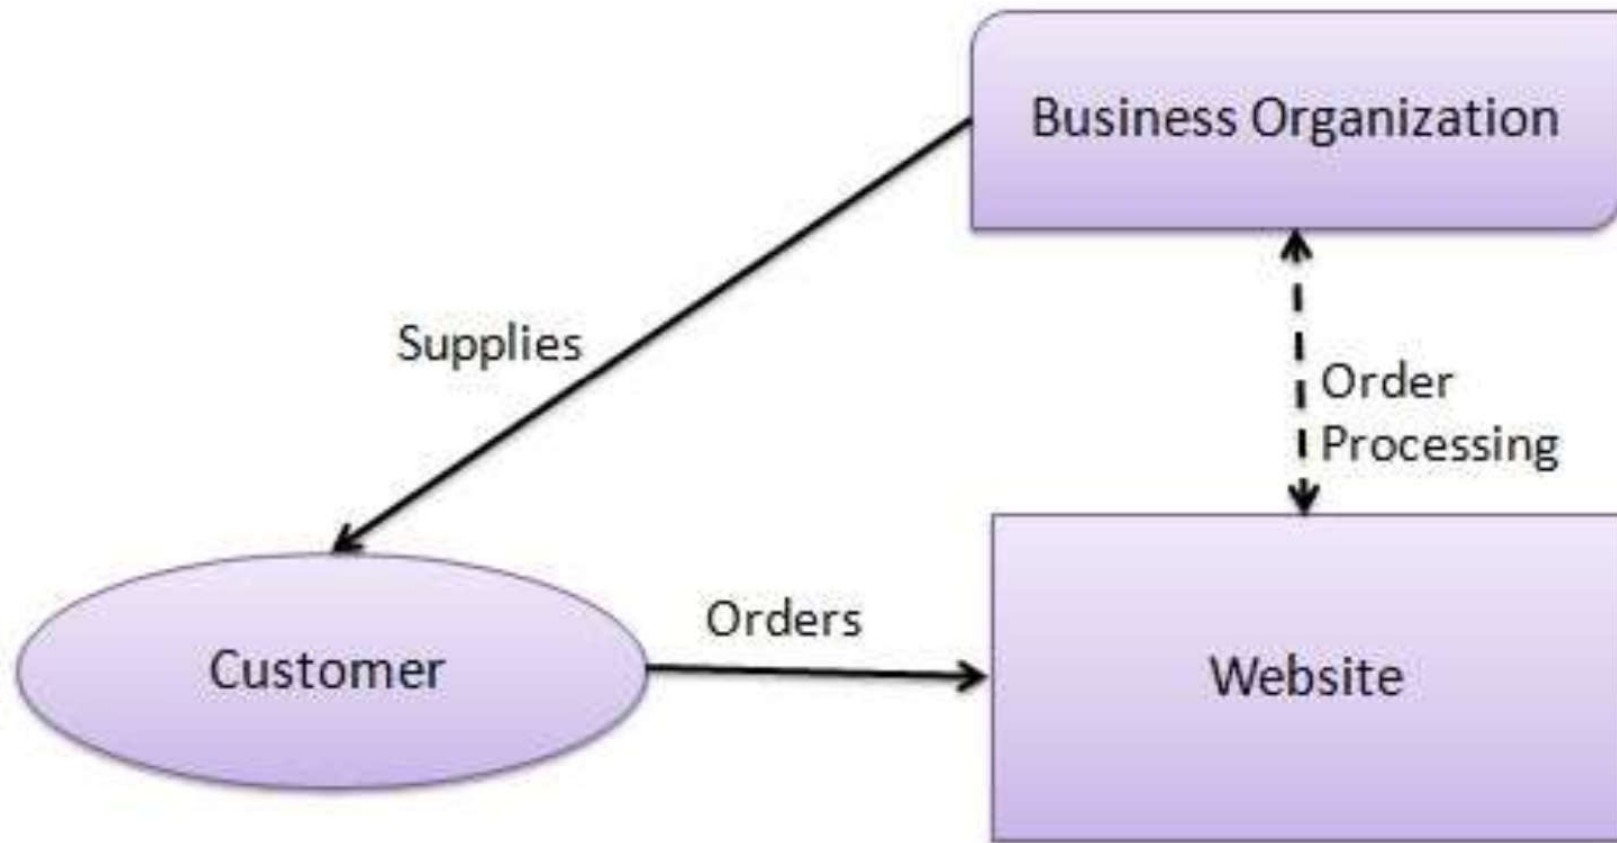 Business Organization
Supplies
Order
Processing
Orders
Customer
Website